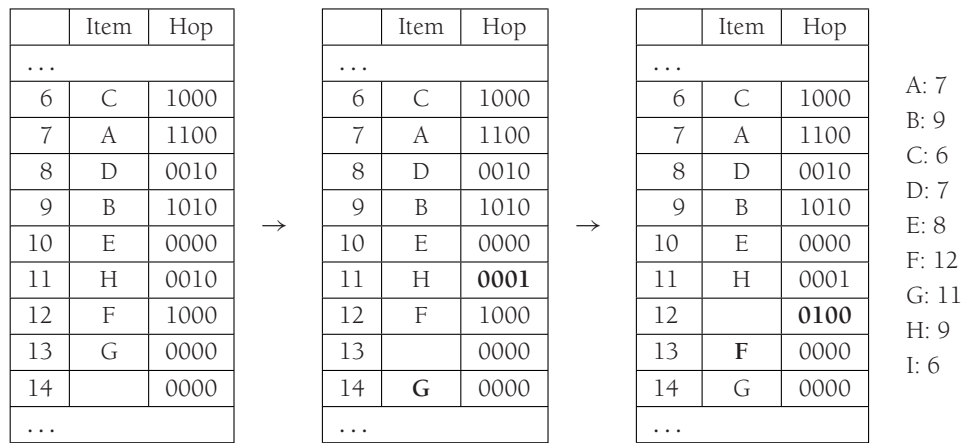 Item Hop → Item Hop → Item Hop
... ... ...
6 C 1000 6 C 1000 6 C 1000
7 A 1100 7 A 1100 7 A 1100
8 D 0010 8 D 0010 8 D 0010
9 B 1010 9 B 1010 9 B 1010
10 E 0000 10 E 0000 10 E 0000
11 H 0010 11 H 0001 11 H 0001
12 F 1000 12 F 1000 12 0100
13 G 0000 13 0000 13 F 0000
14 0000 14 G 0000 14 G 0000
... ... ...
A: 7
B: 9
C: 6
D: 7
E: 8
F: 12
G: 11
H: 9
I: 6